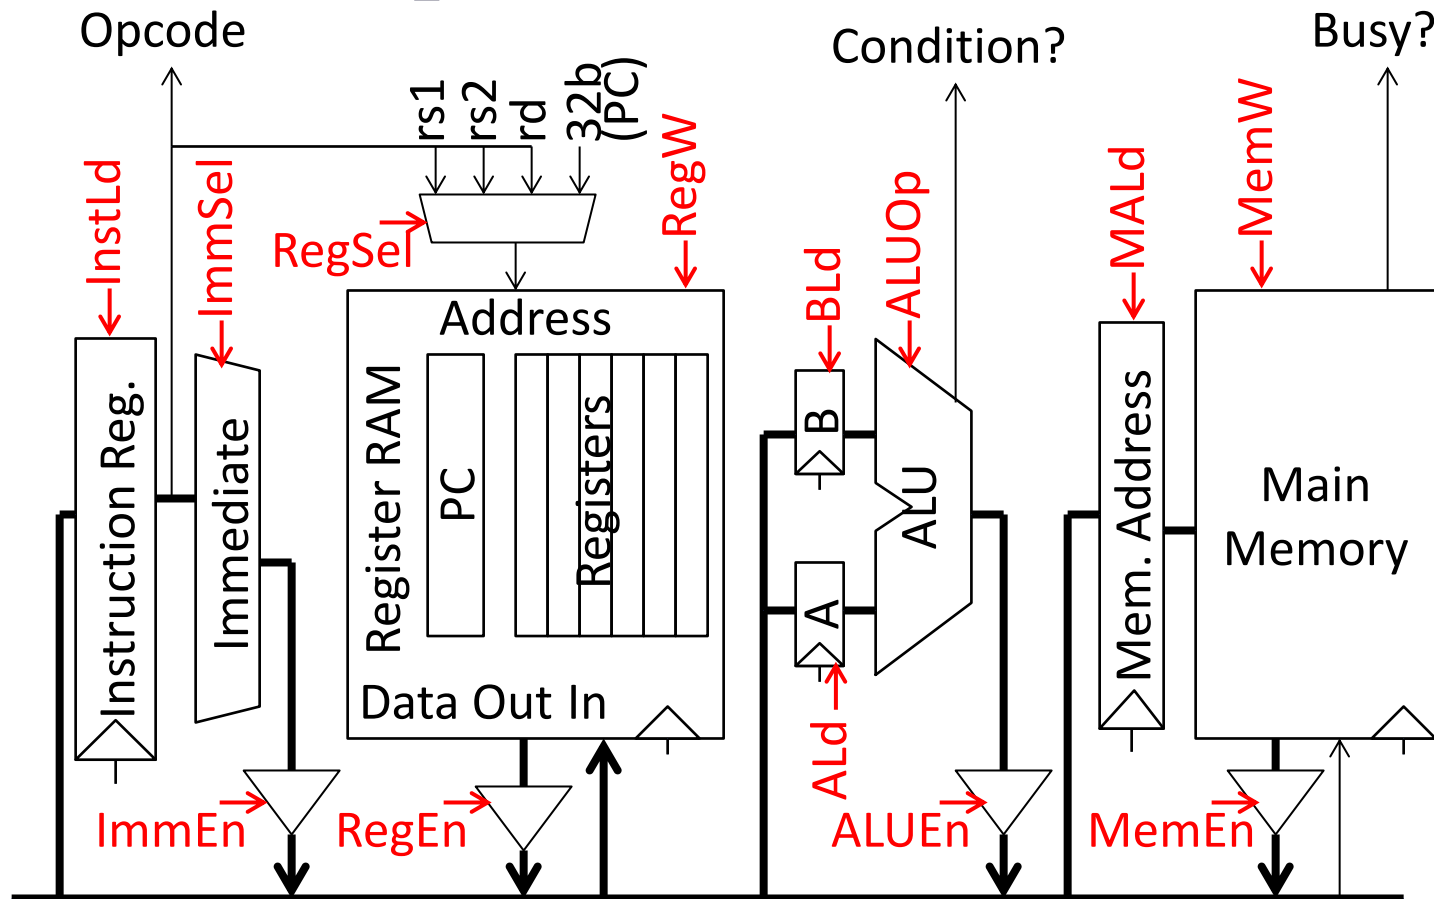 Opcode
Condition?
Busy?
rs1
rs2
rd
32b
(PC)
RegW
InstLd
ImmSel
RegSel
BLd
ALUOp
MALd
MemW
Address
Instruction Reg.
Immediate
Register RAM
PC
Registers
B
A
ALU
Mem. Address
Main
Memory
Data Out In
ALd
ImmEn
RegEn
ALUEn
MemEn